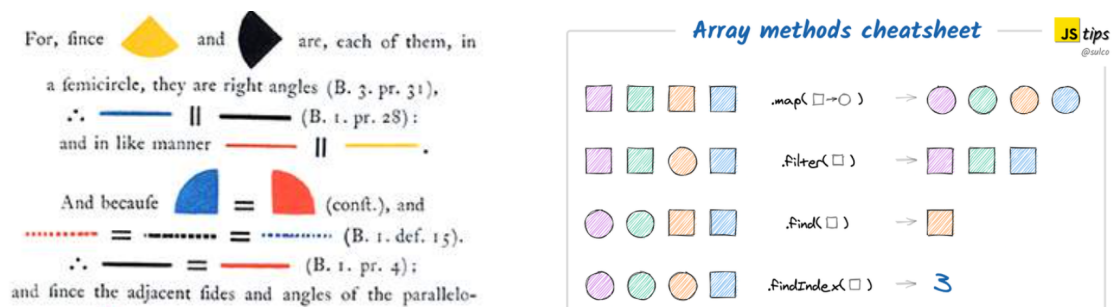 For, ſince and are, each of them, in
a ſemicircle, they are right angles (B. 3. pr. 31),
∴ || (B. 1. pr. 28) :
and in like manner || .
And becauſe = (conſt.), and
= = (B. 1. def. 15).
∴ = (B. 1. pr. 4) ;
and ſince the adjacent ſides and angles of the parallelo-
Array methods cheatsheet
JS tips
@sulco
.map( □→○ ) →
.filter( □ ) →
.find( □ ) →
.findIndex( □ ) → 3